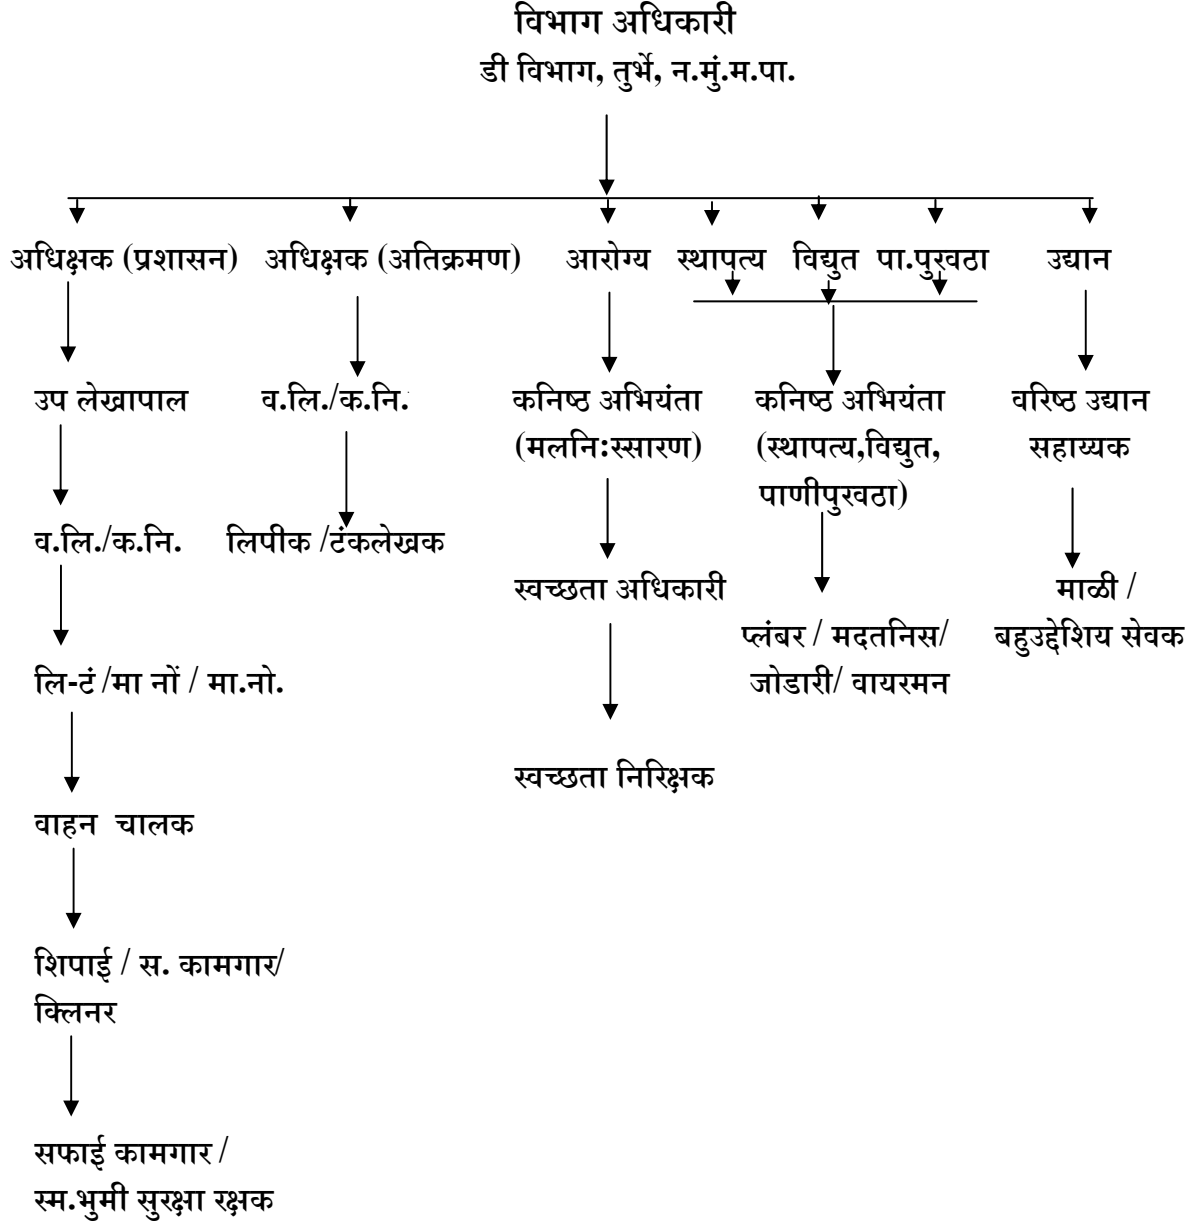 विभाग अधिकारी
डी विभाग, तुर्भे, न.मुं.म.पा.
अधिक्षक (प्रशासन) अधिक्षक (अतिक्रमण) आरोग्य स्थापत्य विद्युत पा.पुरवठा उद्यान
उप लेखापाल व.लि./क.नि. कनिष्ठ अभियंता कनिष्ठ अभियंता वरिष्ठ उद्यान
(मलनि:स्सारण) (स्थापत्य,विद्युत, सहाय्यक
पाणीपुरवठा)
व.लि./क.नि. लिपीक /टंकलेखक
स्वच्छता अधिकारी माळी /
प्लंबर / मदतनिस/ बहुउद्देशिय सेवक
लि-टं /मा नों / मा.नो. जोडारी/ वायरमन
स्वच्छता निरिक्षक
वाहन चालक
शिपाई / स. कामगार/
क्लिनर
सफाई कामगार /
स्म.भुमी सुरक्षा रक्षक